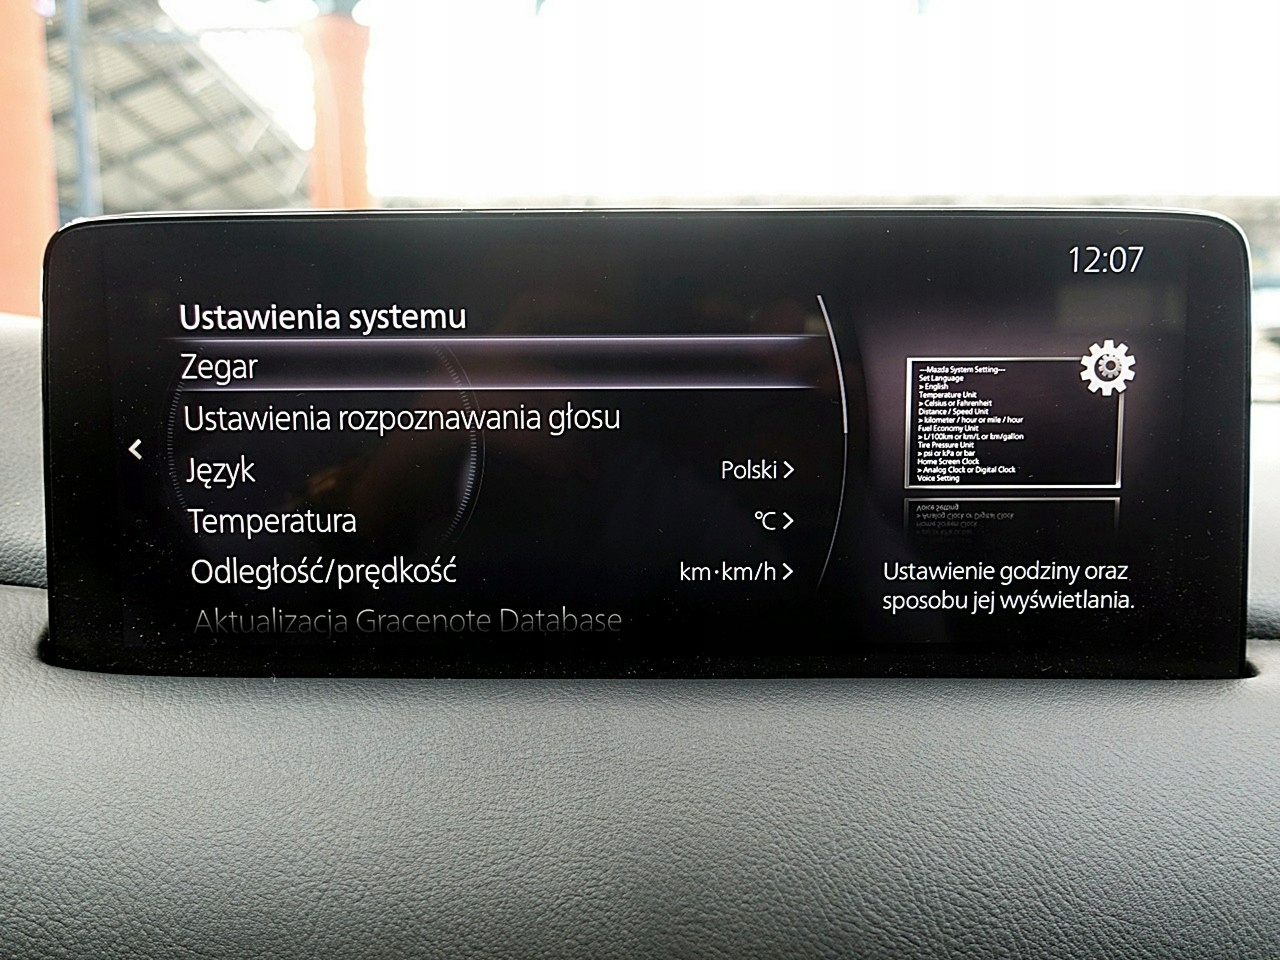 12:07
Ustawienia systemu
Zegar
Ustawienia rozpoznawania głosu
Język Polski
Temperatura °C
Odległość/prędkość km·km/h
Aktualizacja Gracenote Database
---Mazda System Setting---
Set Language
> English
Temperature Unit
> Celsius or Fahrenheit
Distance / Speed Unit
> kilometer / hour or mile / hour
Fuel Economy Unit
> L/100km or km/L or km/gallon
Tire Pressure Unit
> psi or kPa or bar
Home Screen Clock
> Analog Clock or Digital Clock
Voice Setting
Ustawienie godziny oraz
sposobu jej wyświetlania.